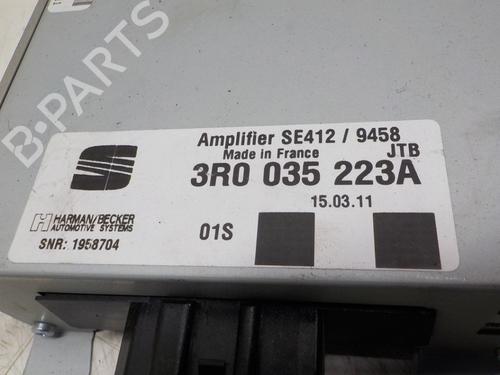 B-PARTS
Amplifier SE412 / 9458
Made in France JTB
3R0 035 223A
15.03.11
HARMAN/BECKER
AUTOMOTIVE SYSTEMS
01S
SNR: 1958704